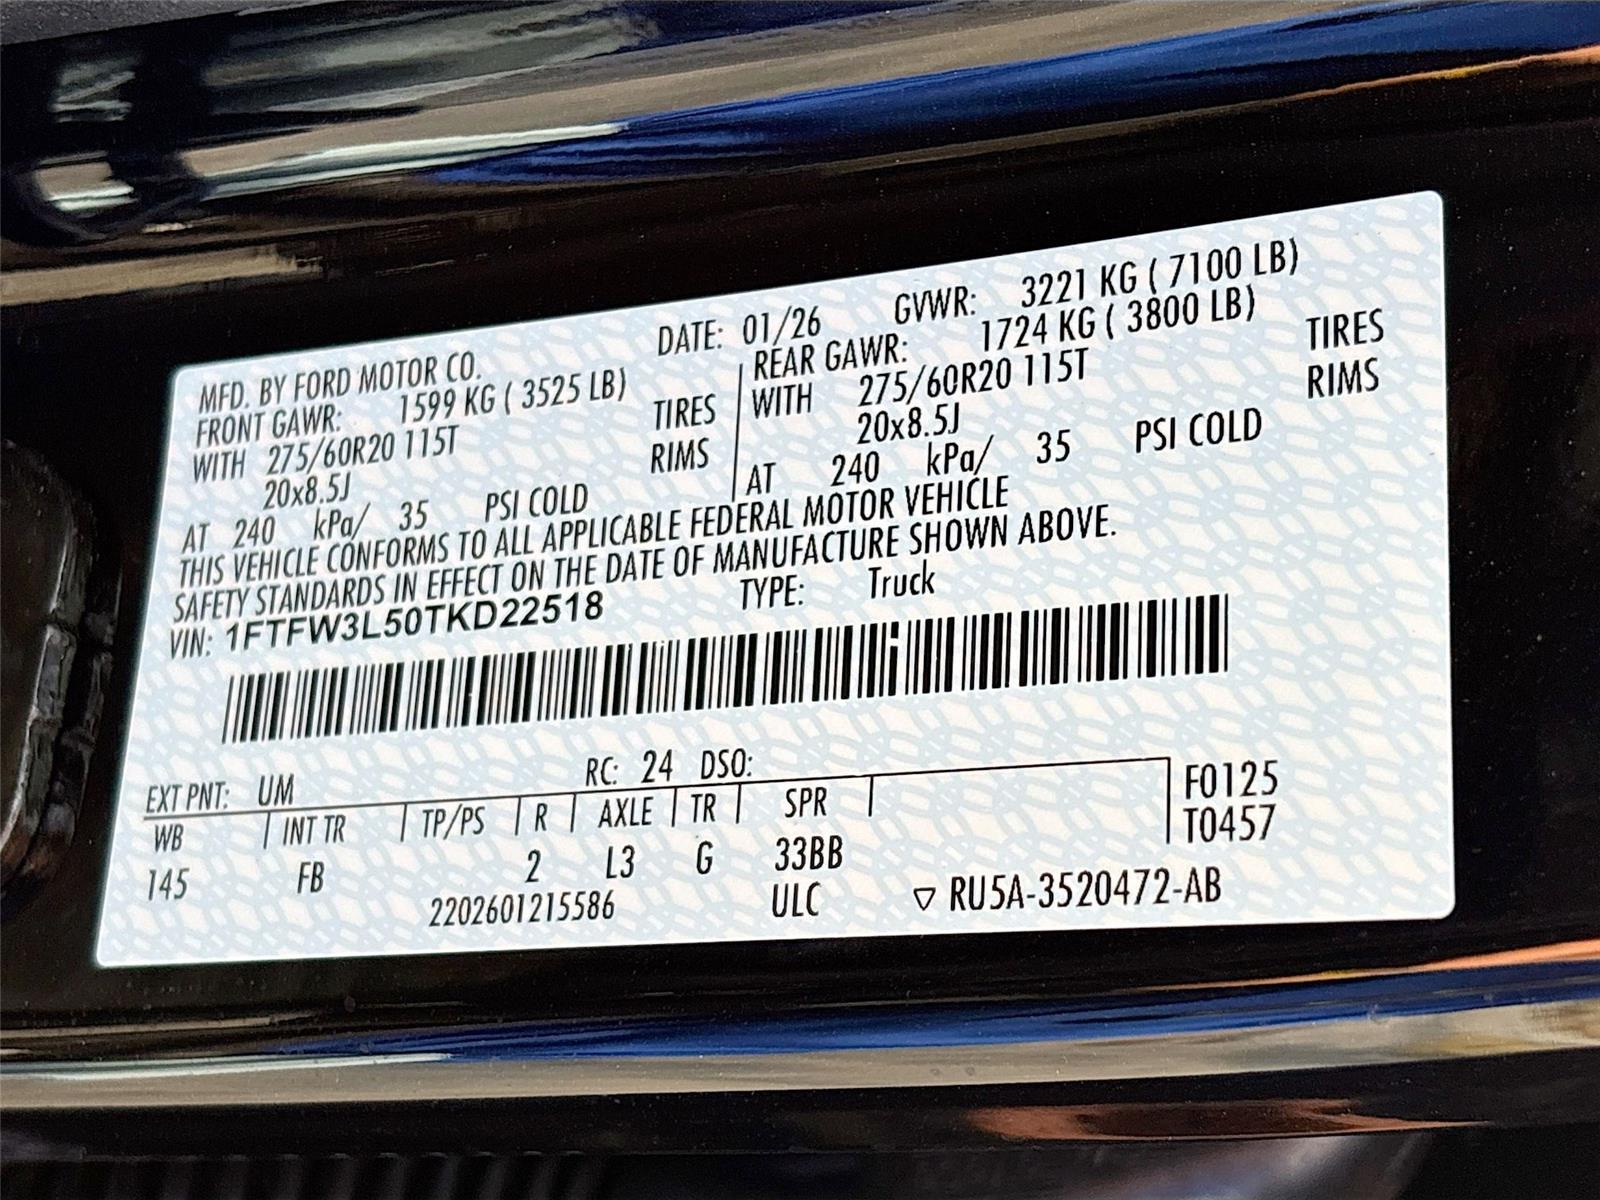 MFD. BY FORD MOTOR CO. DATE: 01/26 GVWR: 3221 KG ( 7100 LB)
FRONT GAWR: 1599 KG ( 3525 LB) REAR GAWR: 1724 KG ( 3800 LB)
WITH 275/60R20 115T TIRES WITH 275/60R20 115T TIRES
20x8.5J RIMS 20x8.5J RIMS
AT 240 kPa/ 35 PSI COLD AT 240 kPa/ 35 PSI COLD
THIS VEHICLE CONFORMS TO ALL APPLICABLE FEDERAL MOTOR VEHICLE
SAFETY STANDARDS IN EFFECT ON THE DATE OF MANUFACTURE SHOWN ABOVE.
VIN: 1FTFW3L50TKD22518 TYPE: Truck
EXT PNT: UM RC: 24 DSO: F0125
WB INT TR TP/PS R AXLE TR SPR T0457
145 FB 2 L3 G 33BB
2202601215586 ULC ▽ RU5A-3520472-AB